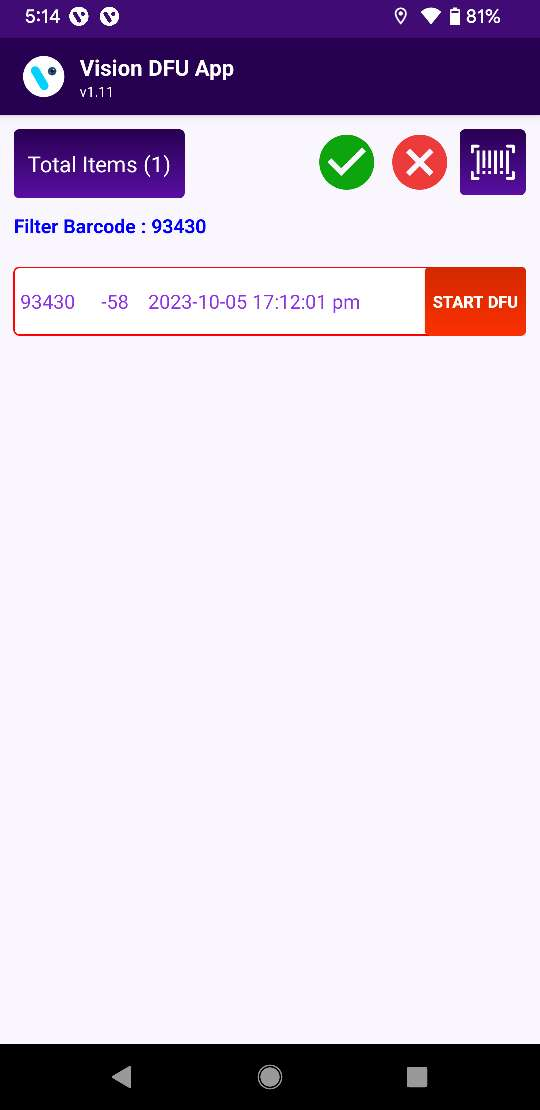 5:14 81%
Vision DFU App
v1.11
Total Items (1)
Filter Barcode : 93430
93430 -58 2023-10-05 17:12:01 pm START DFU